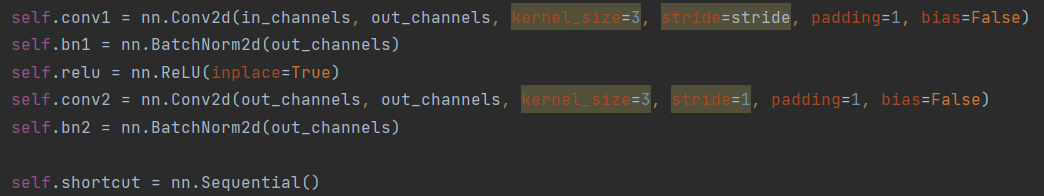 self.conv1 = nn.Conv2d(in_channels, out_channels, kernel_size=3, stride=stride, padding=1, bias=False)
self.bn1 = nn.BatchNorm2d(out_channels)
self.relu = nn.ReLU(inplace=True)
self.conv2 = nn.Conv2d(out_channels, out_channels, kernel_size=3, stride=1, padding=1, bias=False)
self.bn2 = nn.BatchNorm2d(out_channels)
self.shortcut = nn.Sequential()